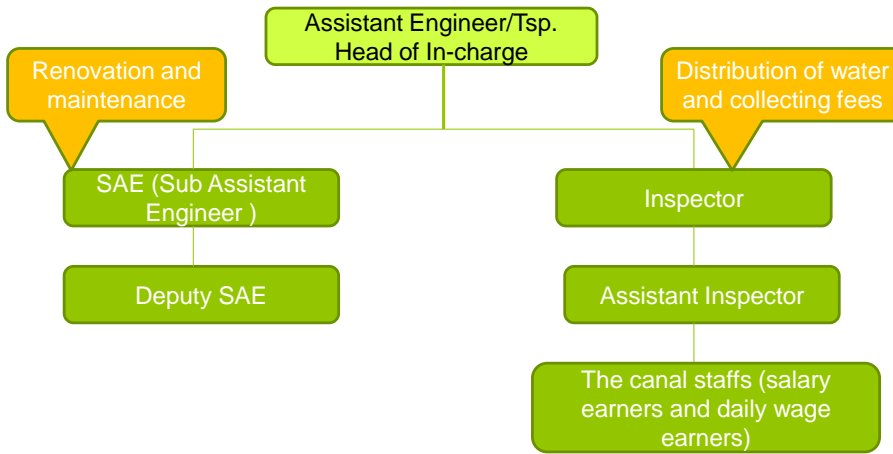 Assistant Engineer/Tsp.
Head of In-charge
Renovation and
maintenance
Distribution of water
and collecting fees
SAE (Sub Assistant
Engineer )
Inspector
Deputy SAE
Assistant Inspector
The canal staffs (salary
earners and daily wage
earners)